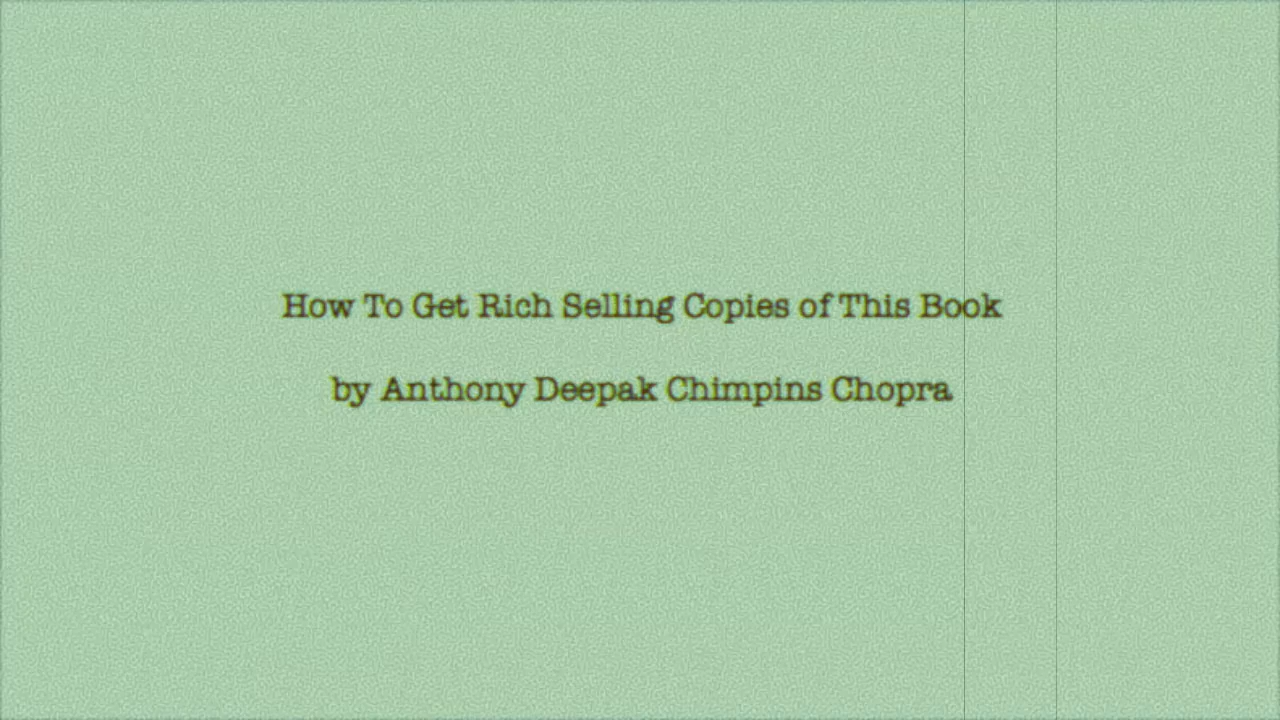 How To Get Rich Selling Copies of This Book
by Anthony Deepak Chimpins Chopra